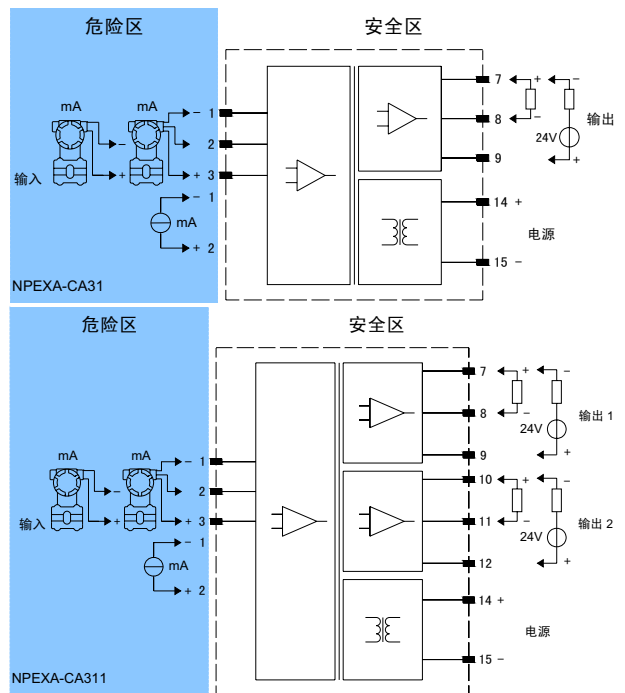 危险区 安全区
mA mA
− 1
− 2
+ + 3
输入
− 1
mA
+ 2
7 + −
8 − 24V 输出
9 +
14 +
电源
15 −
NPEXA-CA31
危险区 安全区
mA mA
− 1
− 2
+ + 3
输入
− 1
mA
+ 2
7 + −
8 − 24V 输出 1
9 +
10 + −
11 − 24V 输出 2
12 +
14 +
电源
15 −
NPEXA-CA311